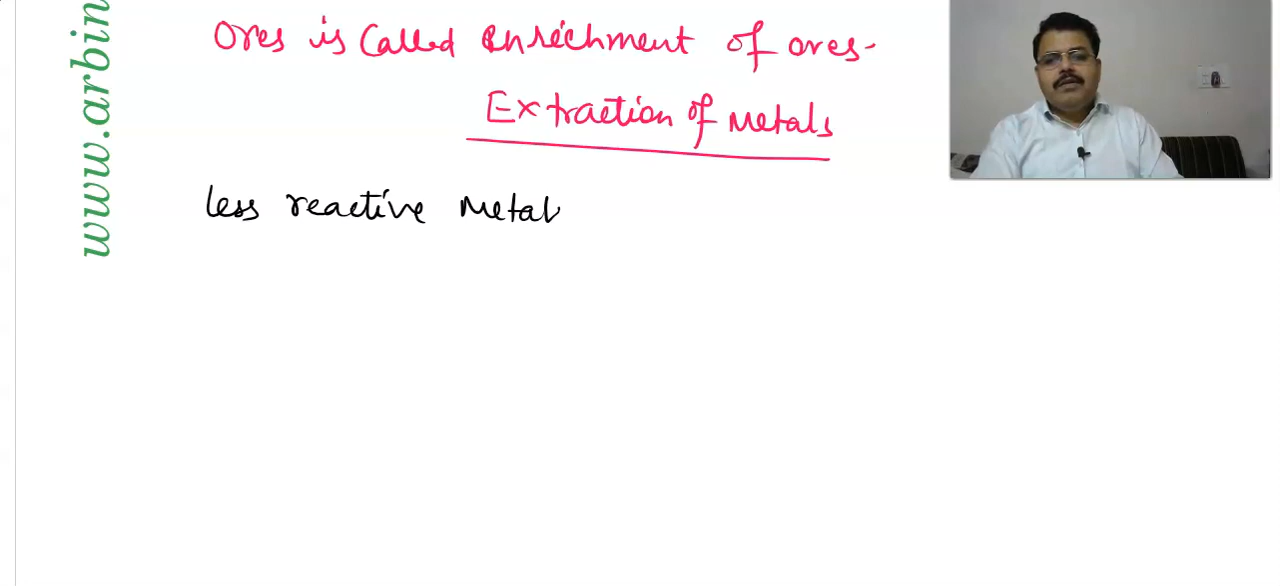 www.arbin
Ores is Called Enrichment of ores.
Extraction of Metals
less reactive Metal